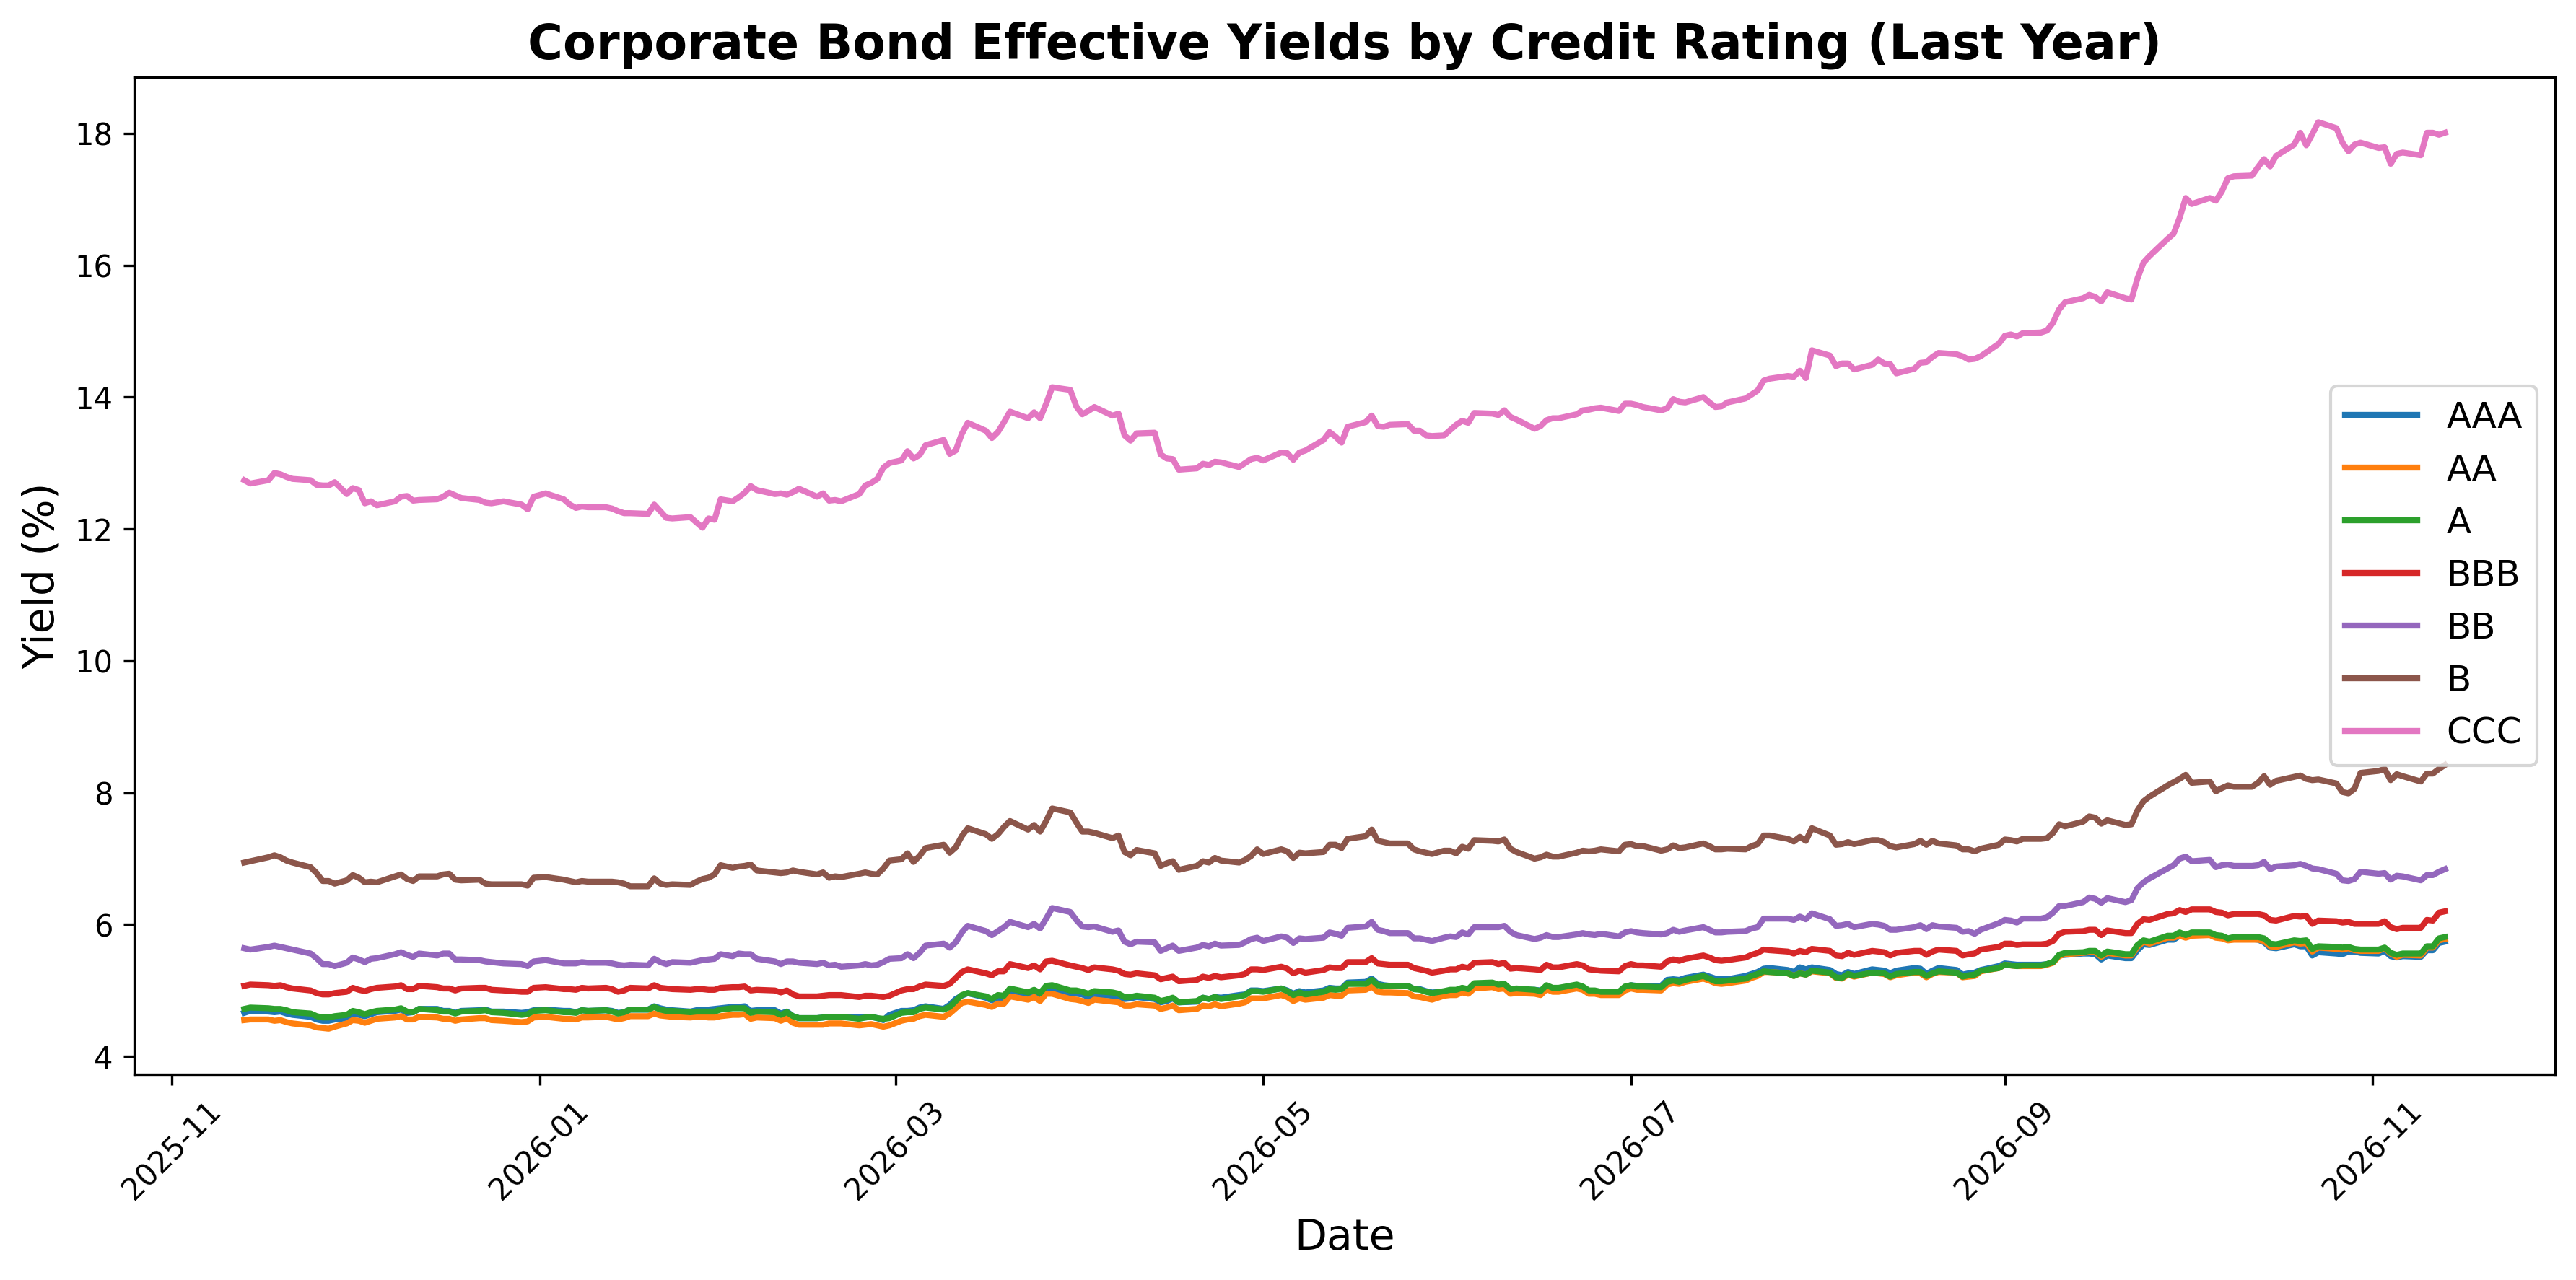 Corporate Bond Effective Yields by Credit Rating (Last Year)
Yield (%)
18
16
14
12
10
8
6
4
AAA
AA
A
BBB
BB
B
CCC
2025-11
2026-01
2026-03
2026-05
2026-07
2026-09
2026-11
Date